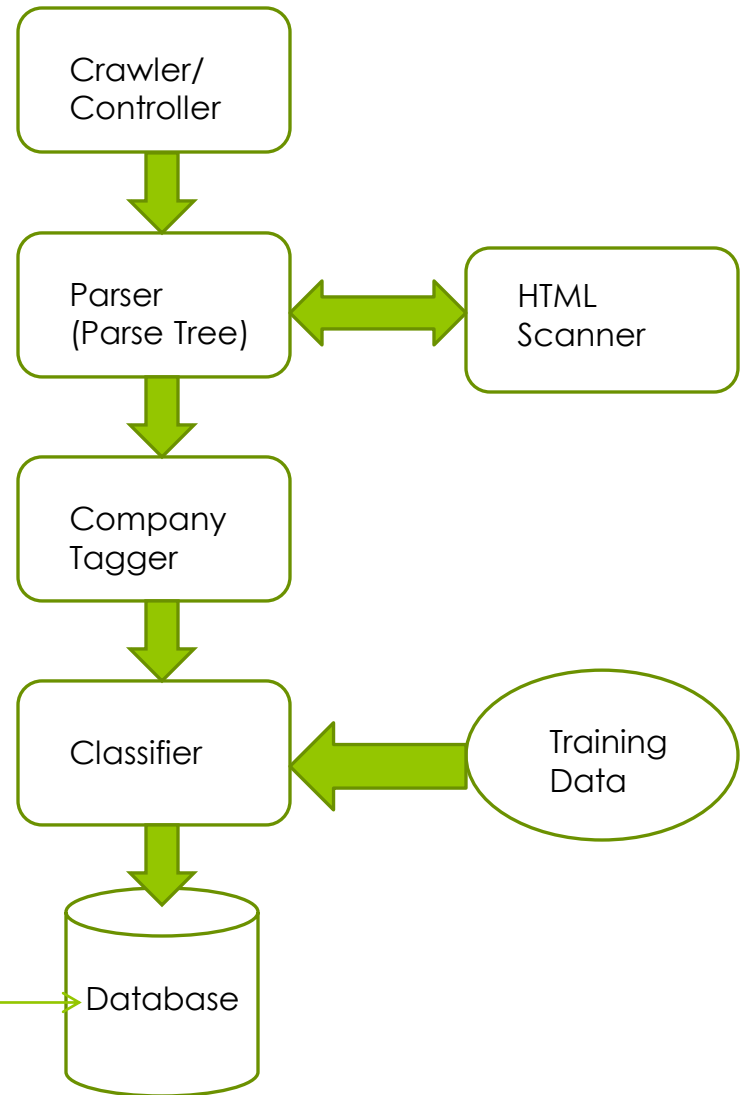 Crawler/
Controller
Parser
(Parse Tree)
HTML
Scanner
Company
Tagger
Classifier
Training
Data
Database